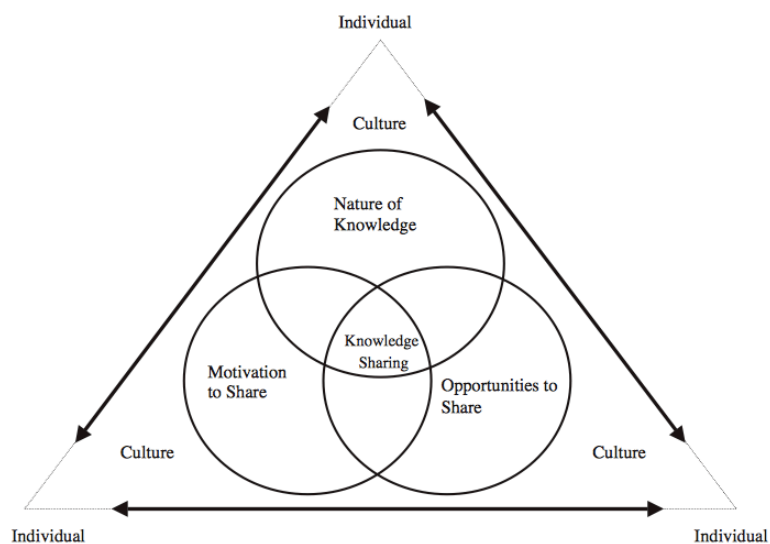 Individual
Culture
Nature of
Knowledge
Knowledge
Sharing
Motivation
to Share
Opportunities to
Share
Culture
Culture
Individual
Individual